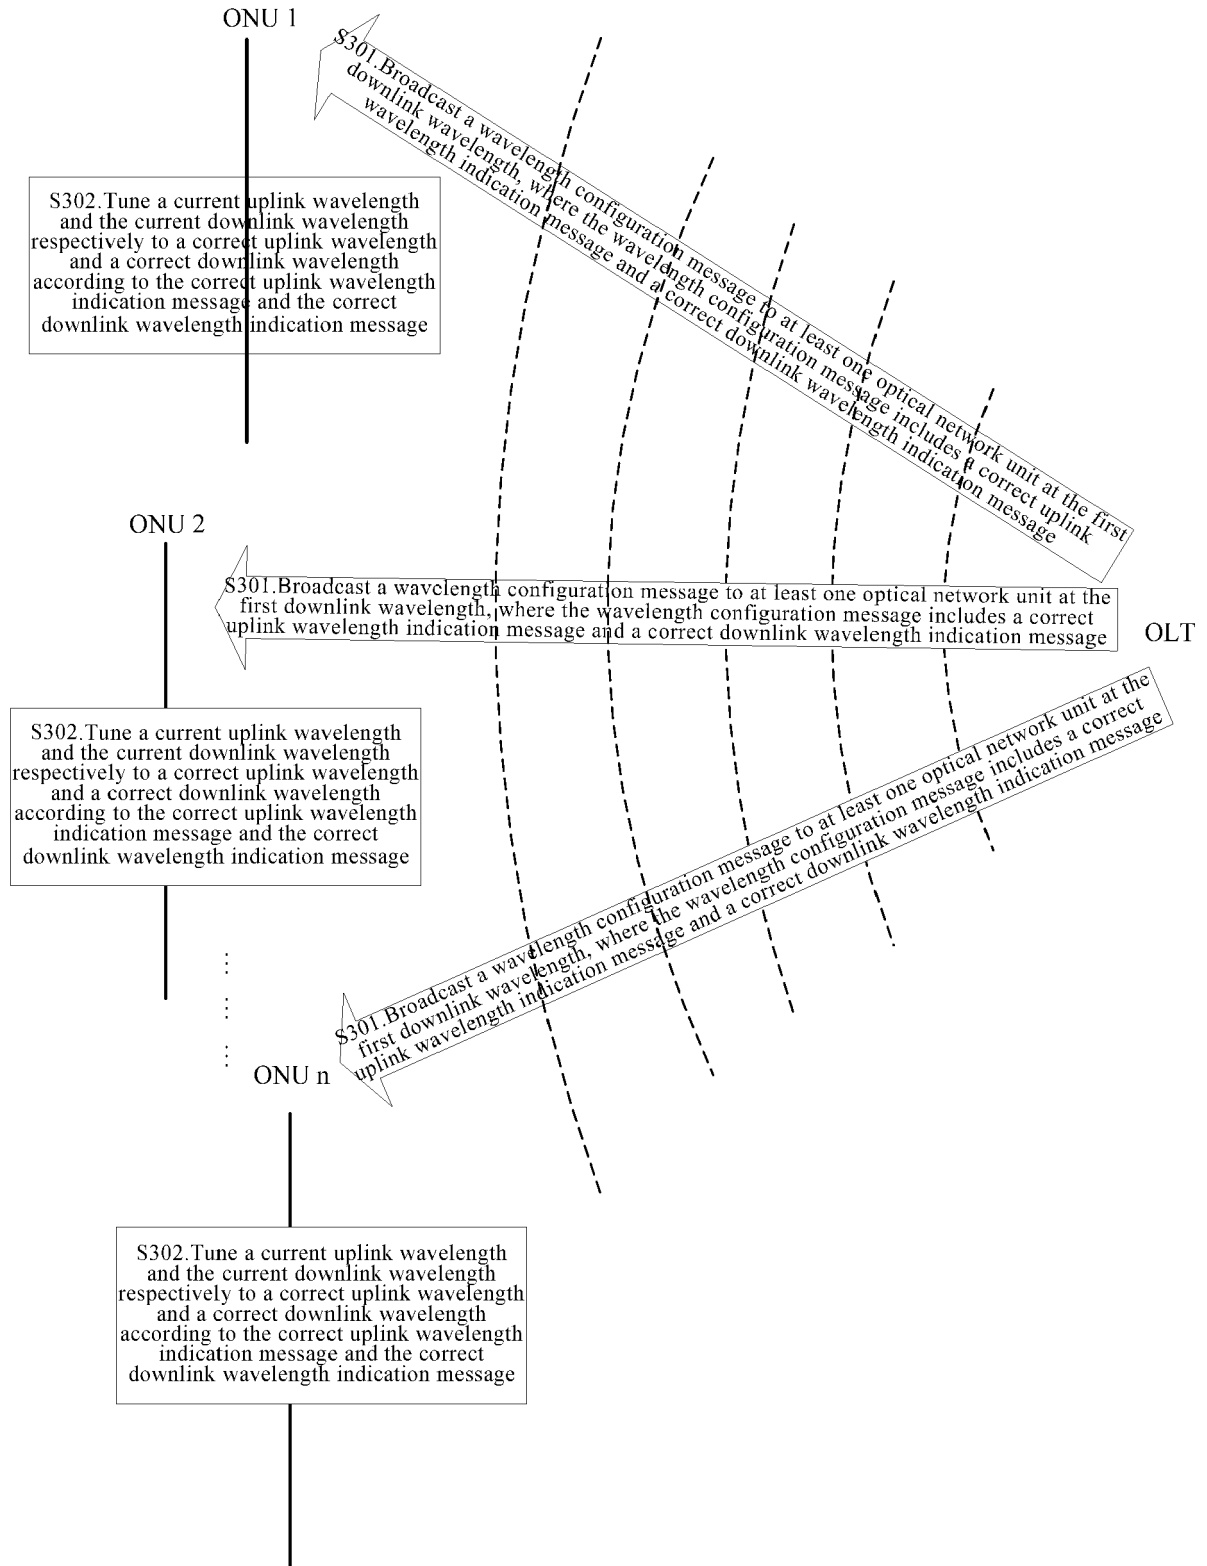 ONU 1
S301.Broadcast a wavelength configuration message to at least one optical network unit at the first
downlink wavelength, where the wavelength configuration message includes a correct uplink
wavelength indication message and a correct downlink wavelength indication message
S302.Tune a current uplink wavelength
and the current downlink wavelength
respectively to a correct uplink wavelength
and a correct downlink wavelength
according to the correct uplink wavelength
indication message and the correct
downlink wavelength indication message
ONU 2
S301.Broadcast a wavelength configuration message to at least one optical network unit at the
first downlink wavelength, where the wavelength configuration message includes a correct
uplink wavelength indication message and a correct downlink wavelength indication message
OLT
S302.Tune a current uplink wavelength
and the current downlink wavelength
respectively to a correct uplink wavelength
and a correct downlink wavelength
according to the correct uplink wavelength
indication message and the correct
downlink wavelength indication message
S301.Broadcast a wavelength configuration message to at least one optical network unit at the
first downlink wavelength, where the wavelength configuration message includes a correct
uplink wavelength indication message and a correct downlink wavelength indication message
ONU n
S302.Tune a current uplink wavelength
and the current downlink wavelength
respectively to a correct uplink wavelength
and a correct downlink wavelength
according to the correct uplink wavelength
indication message and the correct
downlink wavelength indication message